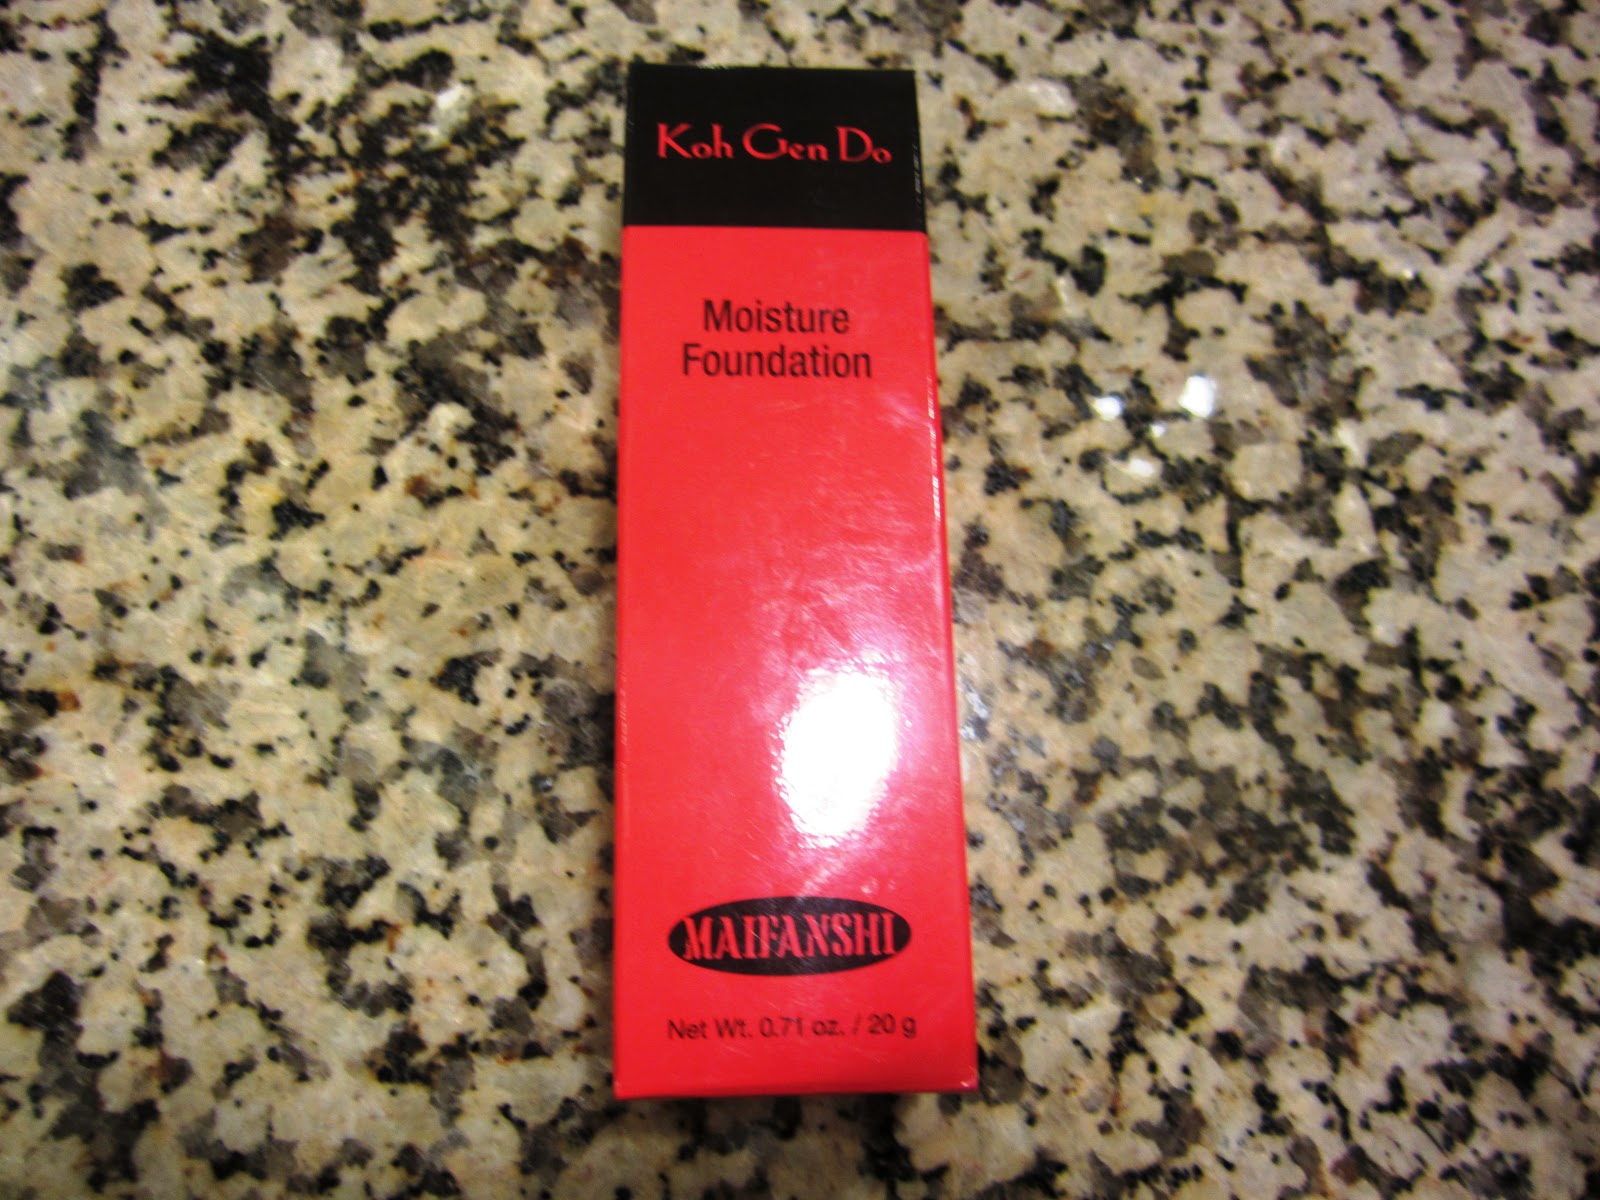 Koh Gen Do
Moisture
Foundation
MAIFANSHI
Net Wt. 0.71 oz. / 20 g